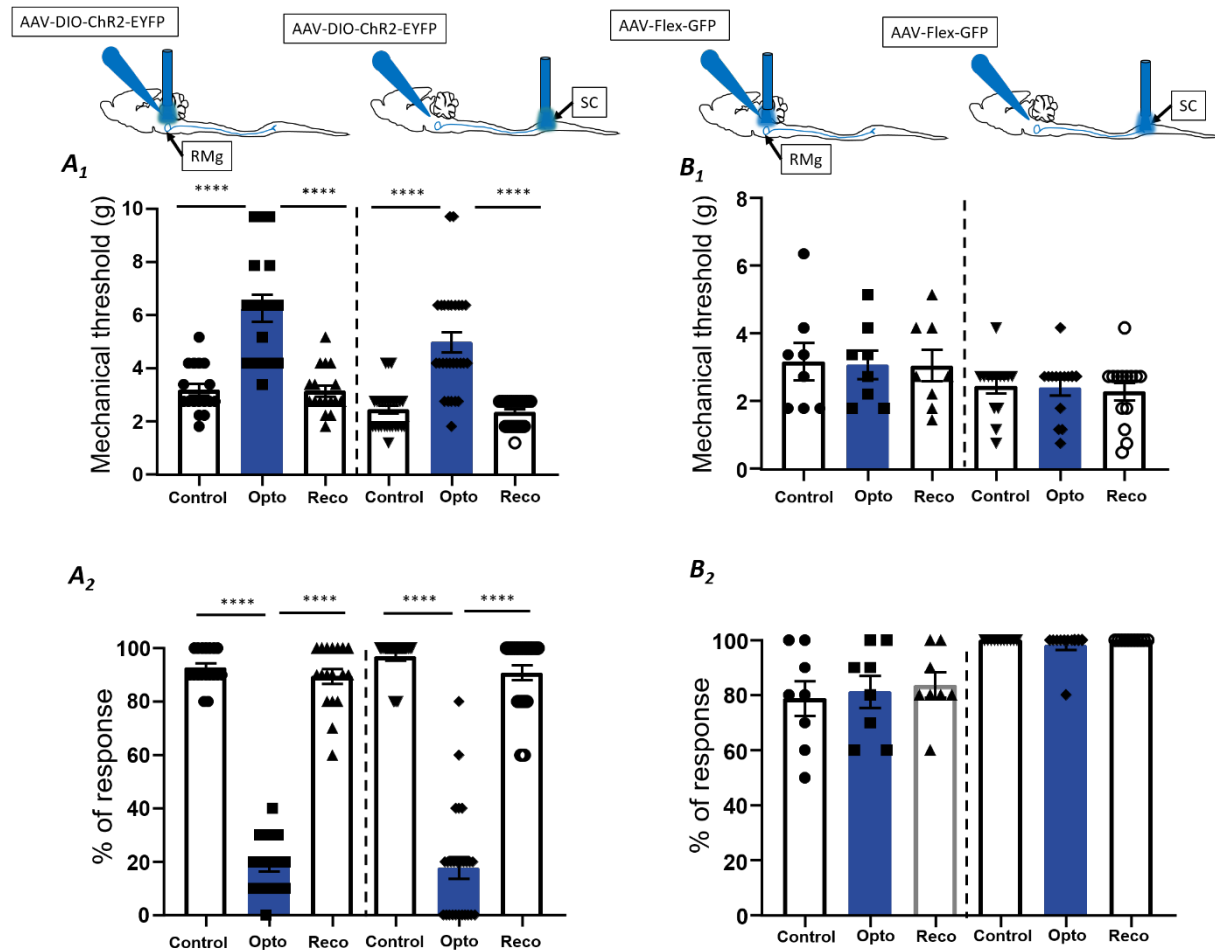 AAV-DIO-ChR2-EYFP
AAV-DIO-ChR2-EYFP
AAV-Flex-GFP
AAV-Flex-GFP
SC
SC
RMg
RMg
A1
**** **** **** ****
Mechanical threshold (g)
10
8
6
4
2
0
Control Opto Reco Control Opto Reco
B1
Mechanical threshold (g)
8
6
4
2
0
Control Opto Reco Control Opto Reco
A2
**** **** **** ****
% of response
100
80
60
40
20
0
Control Opto Reco Control Opto Reco
B2
% of response
100
80
60
40
20
0
Control Opto Reco Control Opto Reco